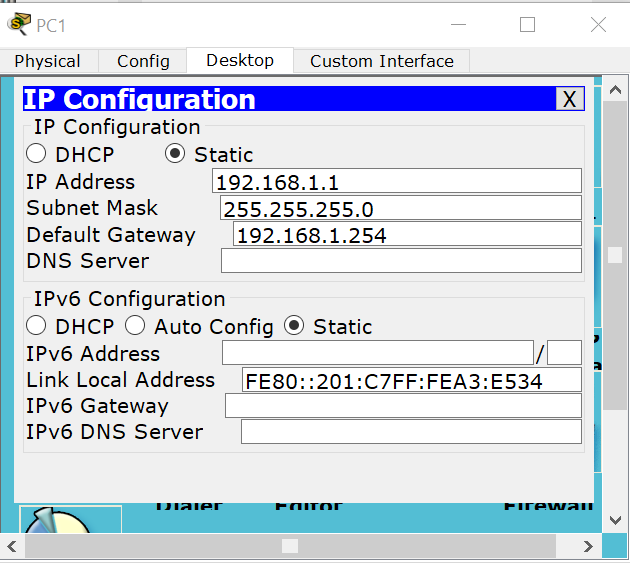 PC1
Physical Config Desktop Custom Interface
IP Configuration X
IP Configuration
DHCP Static
IP Address 192.168.1.1
Subnet Mask 255.255.255.0
Default Gateway 192.168.1.254
DNS Server
IPv6 Configuration
DHCP Auto Config Static
IPv6 Address /
Link Local Address FE80::201:C7FF:FEA3:E534
IPv6 Gateway
IPv6 DNS Server
Dialer Editor Firewall